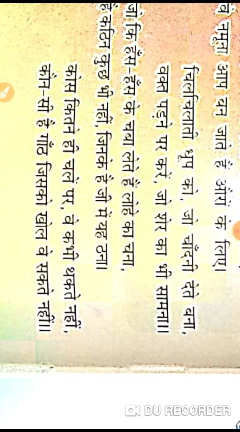 वे नमूना आप बन जाते हैं औरों के लिए।
चिलचिलाती धूप को, जो चाँदनी देते बना,
वक्त पड़ने पर करें, जो शेर का भी सामना।।
जो, कि हँस-हँस के चबा लेते हैं लोहे का चना,
है कठिन, कुछ भी नहीं, जिनके है जी में यह ठना।
कोस कितने ही चले पर, वे कभी थकते नहीं,
कौन-सी है गाँठ जिसको खोल वे सकते नहीं।।
DU RECORDER